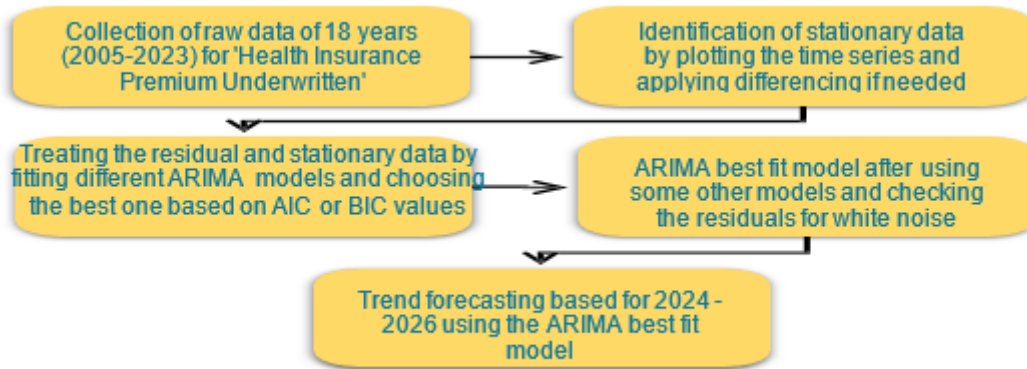 Collection of raw data of 18 years
(2005-2023) for 'Health Insurance
Premium Underwritten'
Identification of stationary data
by plotting the time series and
applying differencing if needed
Treating the residual and stationary data by
fitting different ARIMA models and choosing
the best one based on AIC or BIC values
ARIMA best fit model after using
some other models and checking
the residuals for white noise
Trend forecasting based for 2024 -
2026 using the ARIMA best fit
model